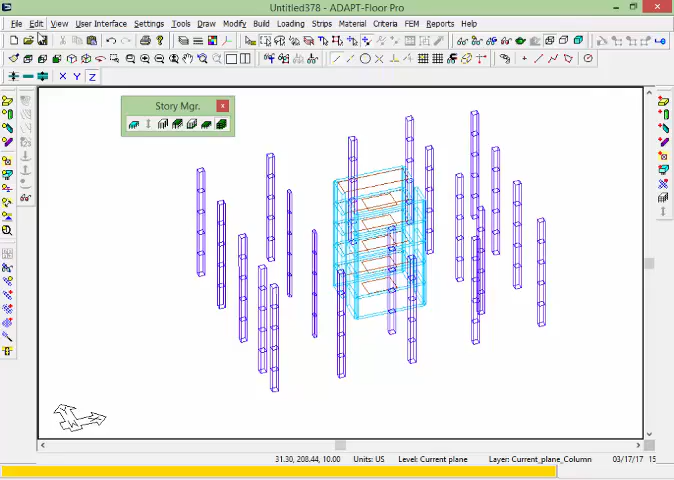 Untitled378 - ADAPT-Floor Pro
File Edit View User Interface Settings Tools Draw Modify Build Loading Strips Material Criteria FEM Reports Help
X Y Z
Story Mgr.
31.30, 208.44, 10.00 Units: US Level: Current plane Layer: Current_plane_Column 03/17/17 15